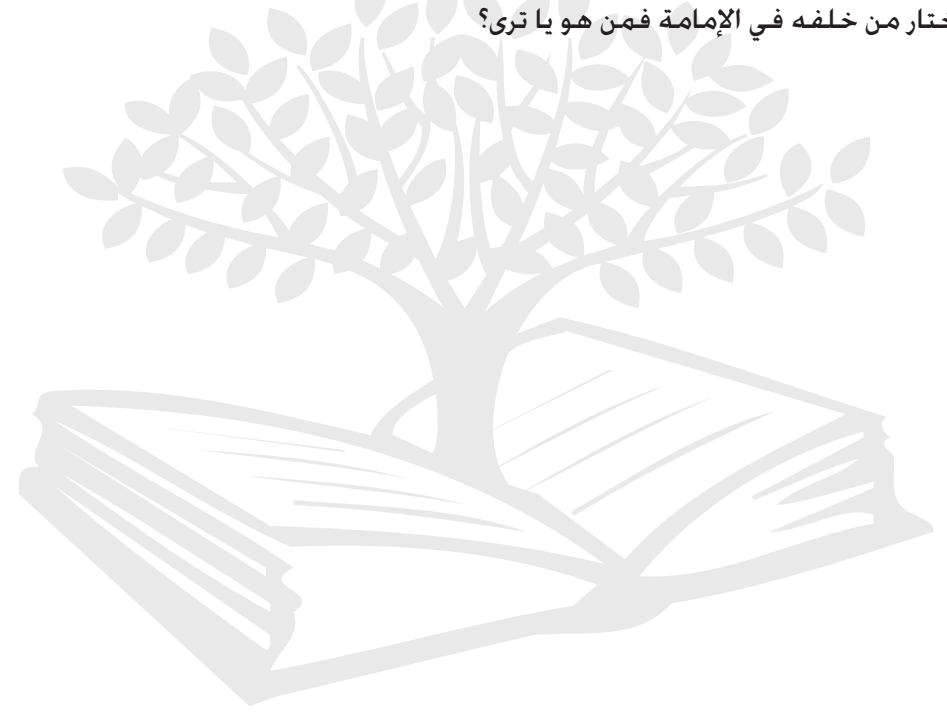 ختار من خلفه في الإمامة فمن هو يا ترى؟